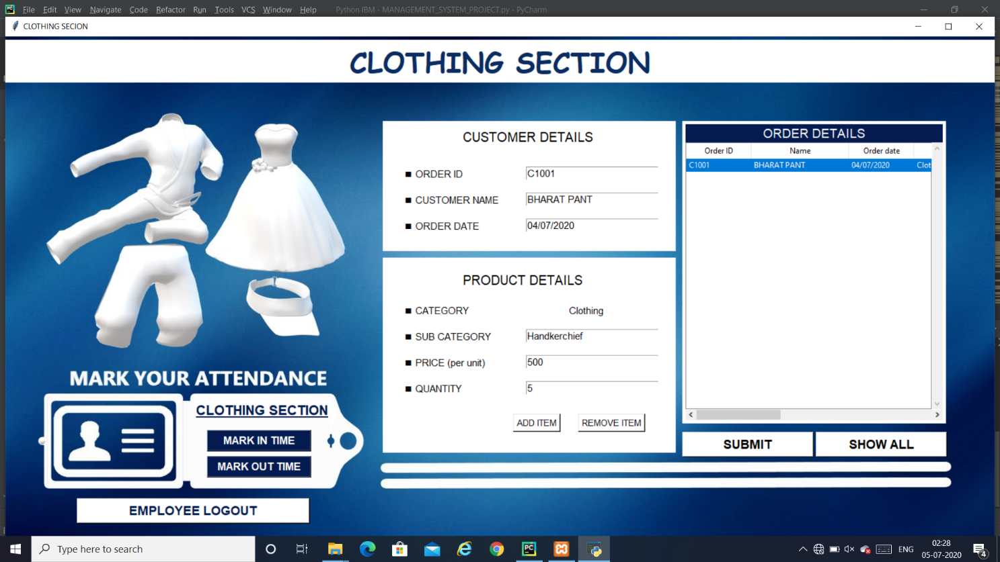 File Edit View Navigate Code Refactor Run Tools VCS Window Help Python IBM - MANAGEMENT_SYSTEM_PROJECT.py - PyCharm
CLOTHING SECION
CLOTHING SECTION
CUSTOMER DETAILS
ORDER ID C1001
CUSTOMER NAME BHARAT PANT
ORDER DATE 04/07/2020
PRODUCT DETAILS
CATEGORY Clothing
SUB CATEGORY Handkerchief
PRICE (per unit) 500
QUANTITY 5
ADD ITEM REMOVE ITEM
ORDER DETAILS
Order ID Name Order date
C1001 BHARAT PANT 04/07/2020 Clot
SUBMIT SHOW ALL
MARK YOUR ATTENDANCE
CLOTHING SECTION
MARK IN TIME
MARK OUT TIME
EMPLOYEE LOGOUT
Type here to search
ENG
02:28
05-07-2020
4